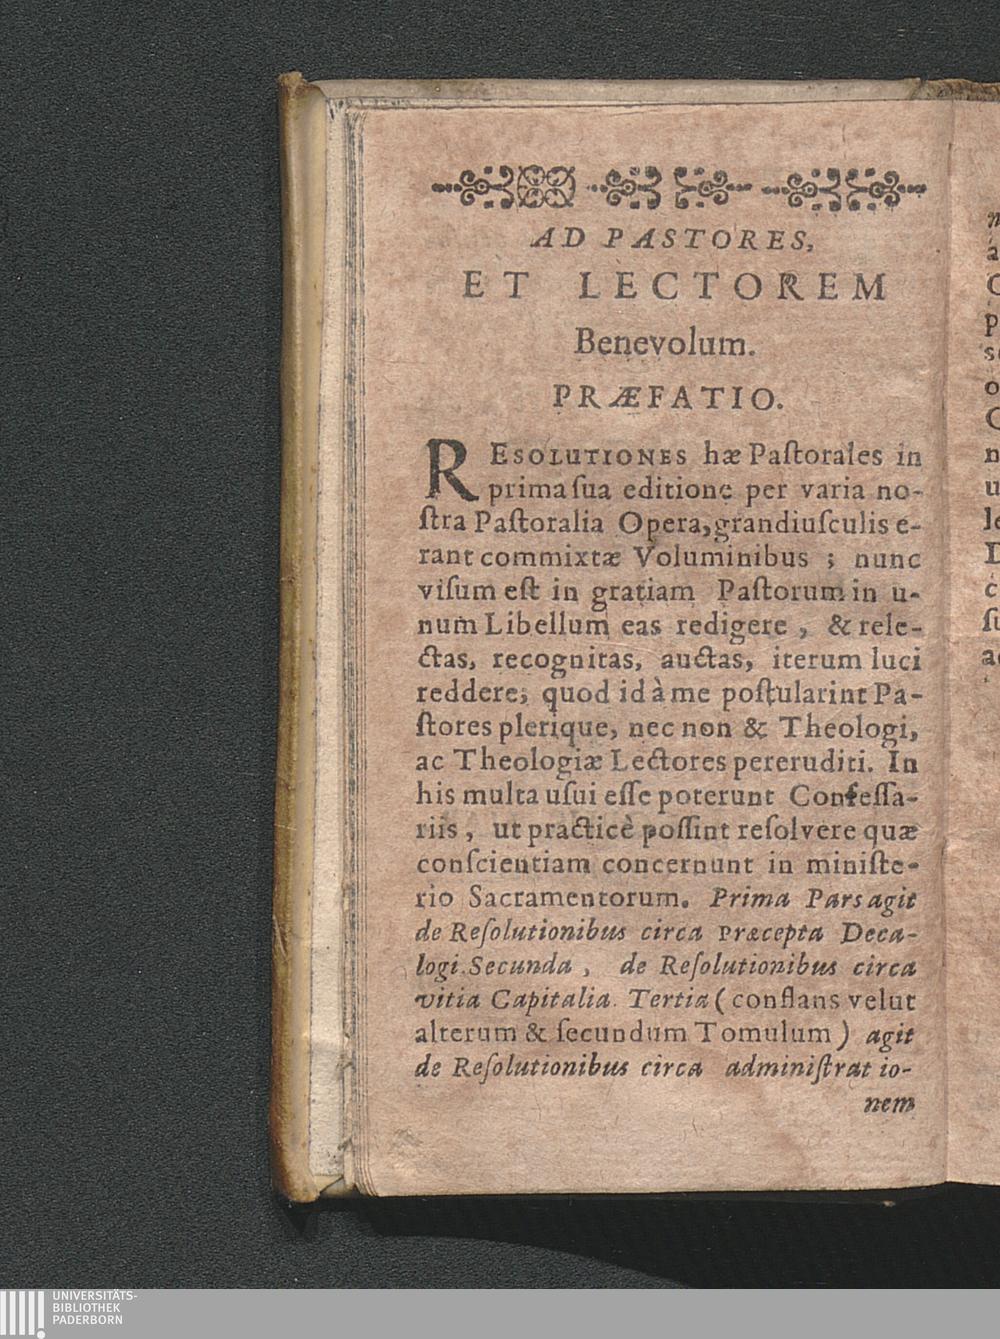 AD PASTORES,
ET LECTOREM
Benevolum.
PRÆFATIO.
RESOLUTIONES hæ Paſtorales in
prima ſua editione per varia no-
ſtra Paſtoralia Opera, grandiuſculis e-
rant commixtæ Voluminibus ; nunc
viſum eſt in gratiam Paſtorum in u-
num Libellum eas redigere , & rele-
ctas, recognitas, auctas, iterum luci
reddere; quod id à me poſtularint Pa-
ſtores plerique, nec non & Theologi,
ac Theologiæ Lectores pereruditi. In
his multa uſui eſſe poterunt Confeſſa-
riis , ut practicè poſſint reſolvere quæ
conſcientiam concernunt in miniſte-
rio Sacramentorum. Prima Pars agit
de Reſolutionibus circa Præcepta Deca-
logi. Secunda , de Reſolutionibus circa
vitia Capitalia. Tertia ( conflans velut
alterum & ſecundum Tomulum ) agit
de Reſolutionibus circa adminiſtrat io-
nem
UNIVERSITÄTS-
BIBLIOTHEK
PADERBORN